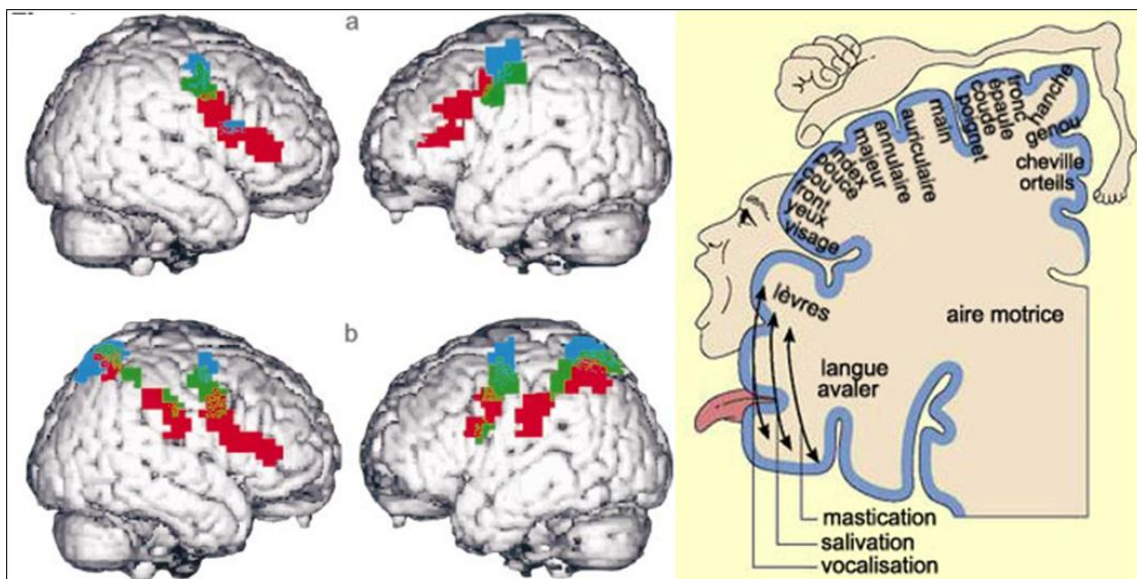 a
b
index
pouce
cou
front
yeux
visage
majeur
annulaire
auriculaire
main
poignet
coude
épaule
tronc
hanche
genou
cheville
orteils
lèvres
aire motrice
langue
avaler
mastication
salivation
vocalisation